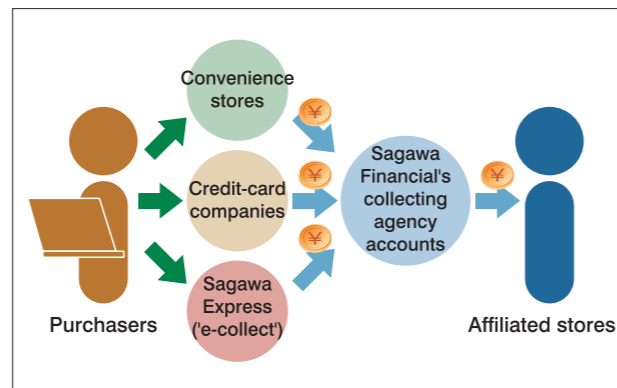 Convenience
stores
¥
Credit-card
companies
¥
Sagawa
Express
('e-collect')
¥
Sagawa
Financial's
collecting
agency
accounts
¥
Purchasers
Affiliated stores